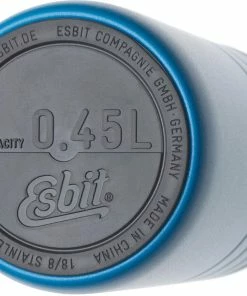 ESBIT.DE ESBIT COMPAGNIE GMBH · GERMANY
0.45L
Esbit®
MADE IN CHINA
18/8